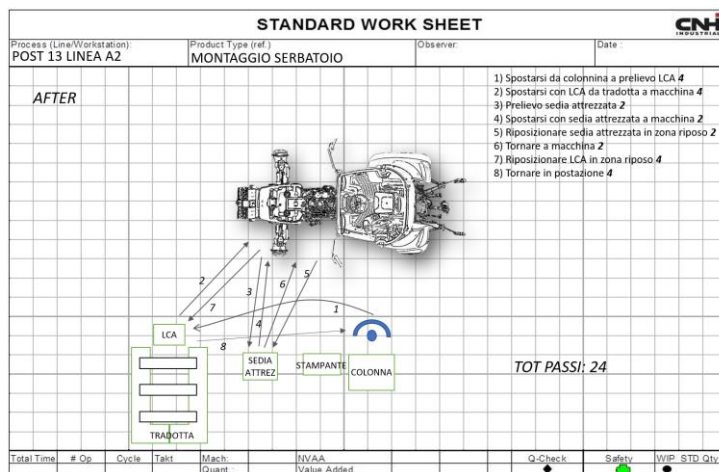 STANDARD WORK SHEET
CNH
INDUSTRIAL
Process (Line/Workstation):
POST 13 LINEA A2
Product Type (ref.)
MONTAGGIO SERBATOIO
Observer:
Date :
AFTER
1) Spostarsi da colonnina a prelievo LCA 4
2) Spostarsi con LCA da tradotta a macchina 4
3) Prelievo sedia attrezzata 2
4) Spostarsi con sedia attrezzata a macchina 2
5) Riposizionare sedia attrezzata in zona riposo 2
6) Tornare a macchina 2
7) Riposizionare LCA in zona riposo 4
8) Tornare in postazione 4
2
7
3
4
6
5
1
8
LCA
SEDIA
ATTREZ
STAMPANTE
COLONNA
TRADOTTA
TOT PASSI: 24
Total Time # Op Cycle Takt Mach: NVAA Q-Check Safety WIP STD Qty
Quant : Value Added